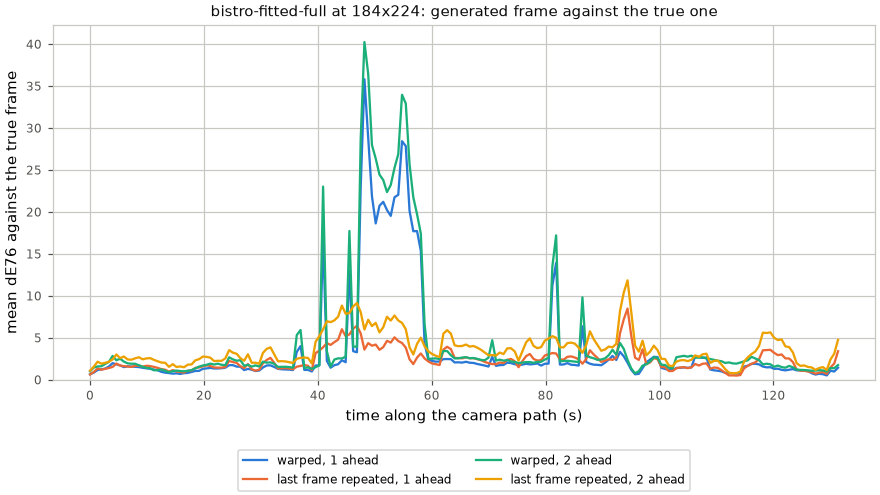 bistro-fitted-full at 184x224: generated frame against the true one
mean dE76 against the true frame
40
35
30
25
20
15
10
5
0
0 20 40 60 80 100 120
time along the camera path (s)
warped, 1 ahead warped, 2 ahead
last frame repeated, 1 ahead last frame repeated, 2 ahead